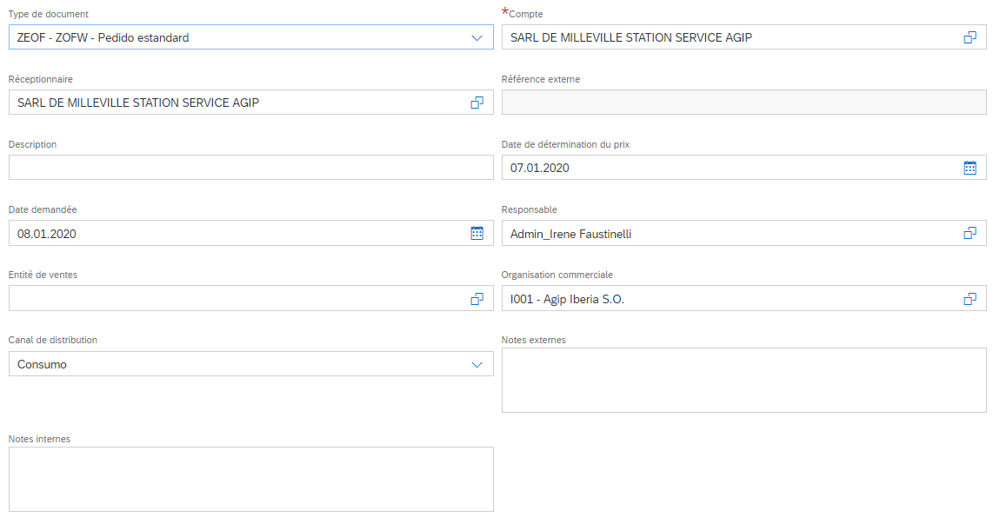 Type de document
ZEOF - ZOFW - Pedido estandard
*Compte
SARL DE MILLEVILLE STATION SERVICE AGIP
Réceptionnaire
SARL DE MILLEVILLE STATION SERVICE AGIP
Référence externe
Description
Date de détermination du prix
07.01.2020
Date demandée
08.01.2020
Responsable
Admin_Irene Faustinelli
Entité de ventes
Organisation commerciale
I001 - Agip Iberia S.O.
Canal de distribution
Consumo
Notes externes
Notes internes